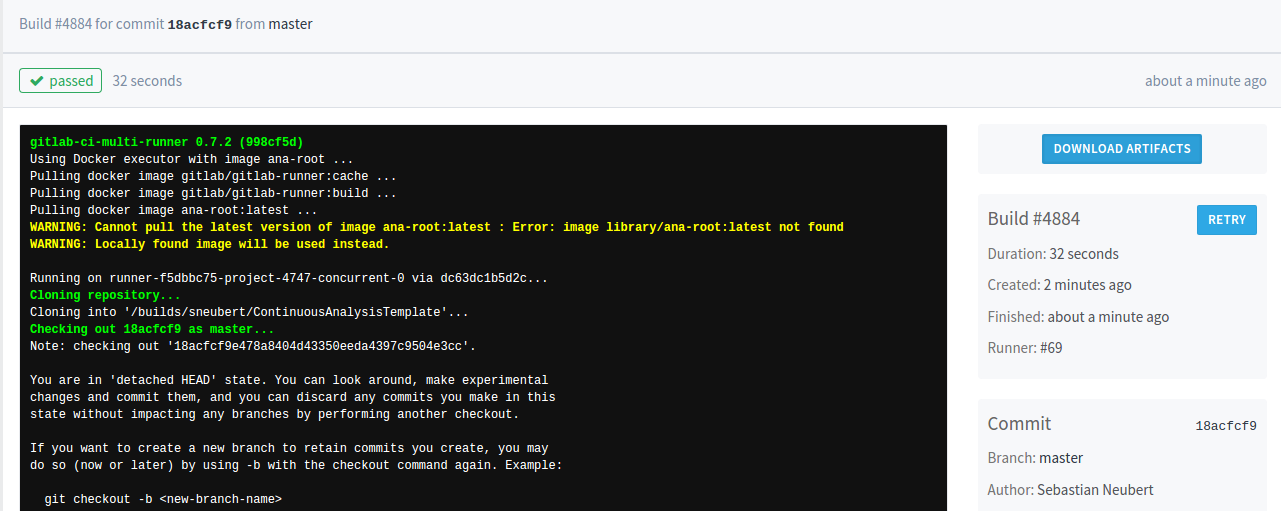 Build #4884 for commit 18acfcf9 from master
passed 32 seconds about a minute ago
gitlab-ci-multi-runner 0.7.2 (998cf5d)
Using Docker executor with image ana-root ...
Pulling docker image gitlab/gitlab-runner:cache ...
Pulling docker image gitlab/gitlab-runner:build ...
Pulling docker image ana-root:latest ...
WARNING: Cannot pull the latest version of image ana-root:latest : Error: image library/ana-root:latest not found
WARNING: Locally found image will be used instead.
Running on runner-f5dbbc75-project-4747-concurrent-0 via dc63dc1b5d2c...
Cloning repository...
Cloning into '/builds/sneubert/ContinuousAnalysisTemplate'...
Checking out 18acfcf9 as master...
Note: checking out '18acfcf9e478a8404d43350eeda4397c9504e3cc'.
You are in 'detached HEAD' state. You can look around, make experimental
changes and commit them, and you can discard any commits you make in this
state without impacting any branches by performing another checkout.
If you want to create a new branch to retain commits you create, you may
do so (now or later) by using -b with the checkout command again. Example:
git checkout -b <new-branch-name>
DOWNLOAD ARTIFACTS
Build #4884 RETRY
Duration: 32 seconds
Created: 2 minutes ago
Finished: about a minute ago
Runner: #69
Commit 18acfcf9
Branch: master
Author: Sebastian Neubert